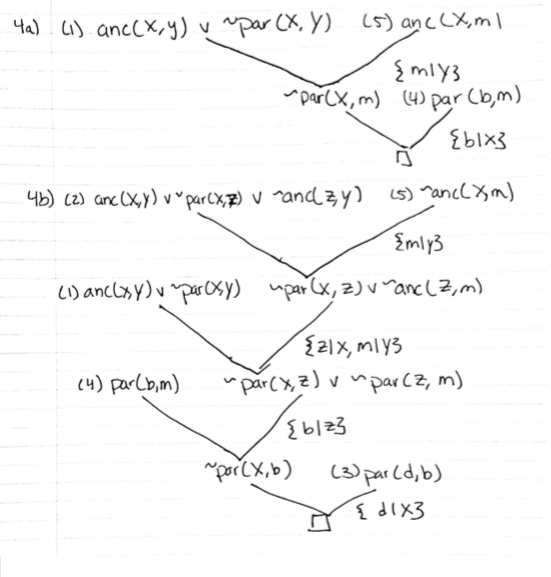 4a) (1) anc(x,y) v ~par(x,y) (5) anc(x,m)
{m|y}
~par(x,m) (4) par(b,m)
{b|x}
□
4b) (2) anc(x,y) v ~par(x,z) v ~anc(z,y) (5) ~anc(x,m)
{m|y}
(1) anc(x,y) v ~par(x,y) ~par(x,z) v ~anc(z,m)
{z|x, m|y}
(4) par(b,m) ~par(x,z) v ~par(z,m)
{b|z}
~par(x,b) (3) par(d,b)
{d|x}
□